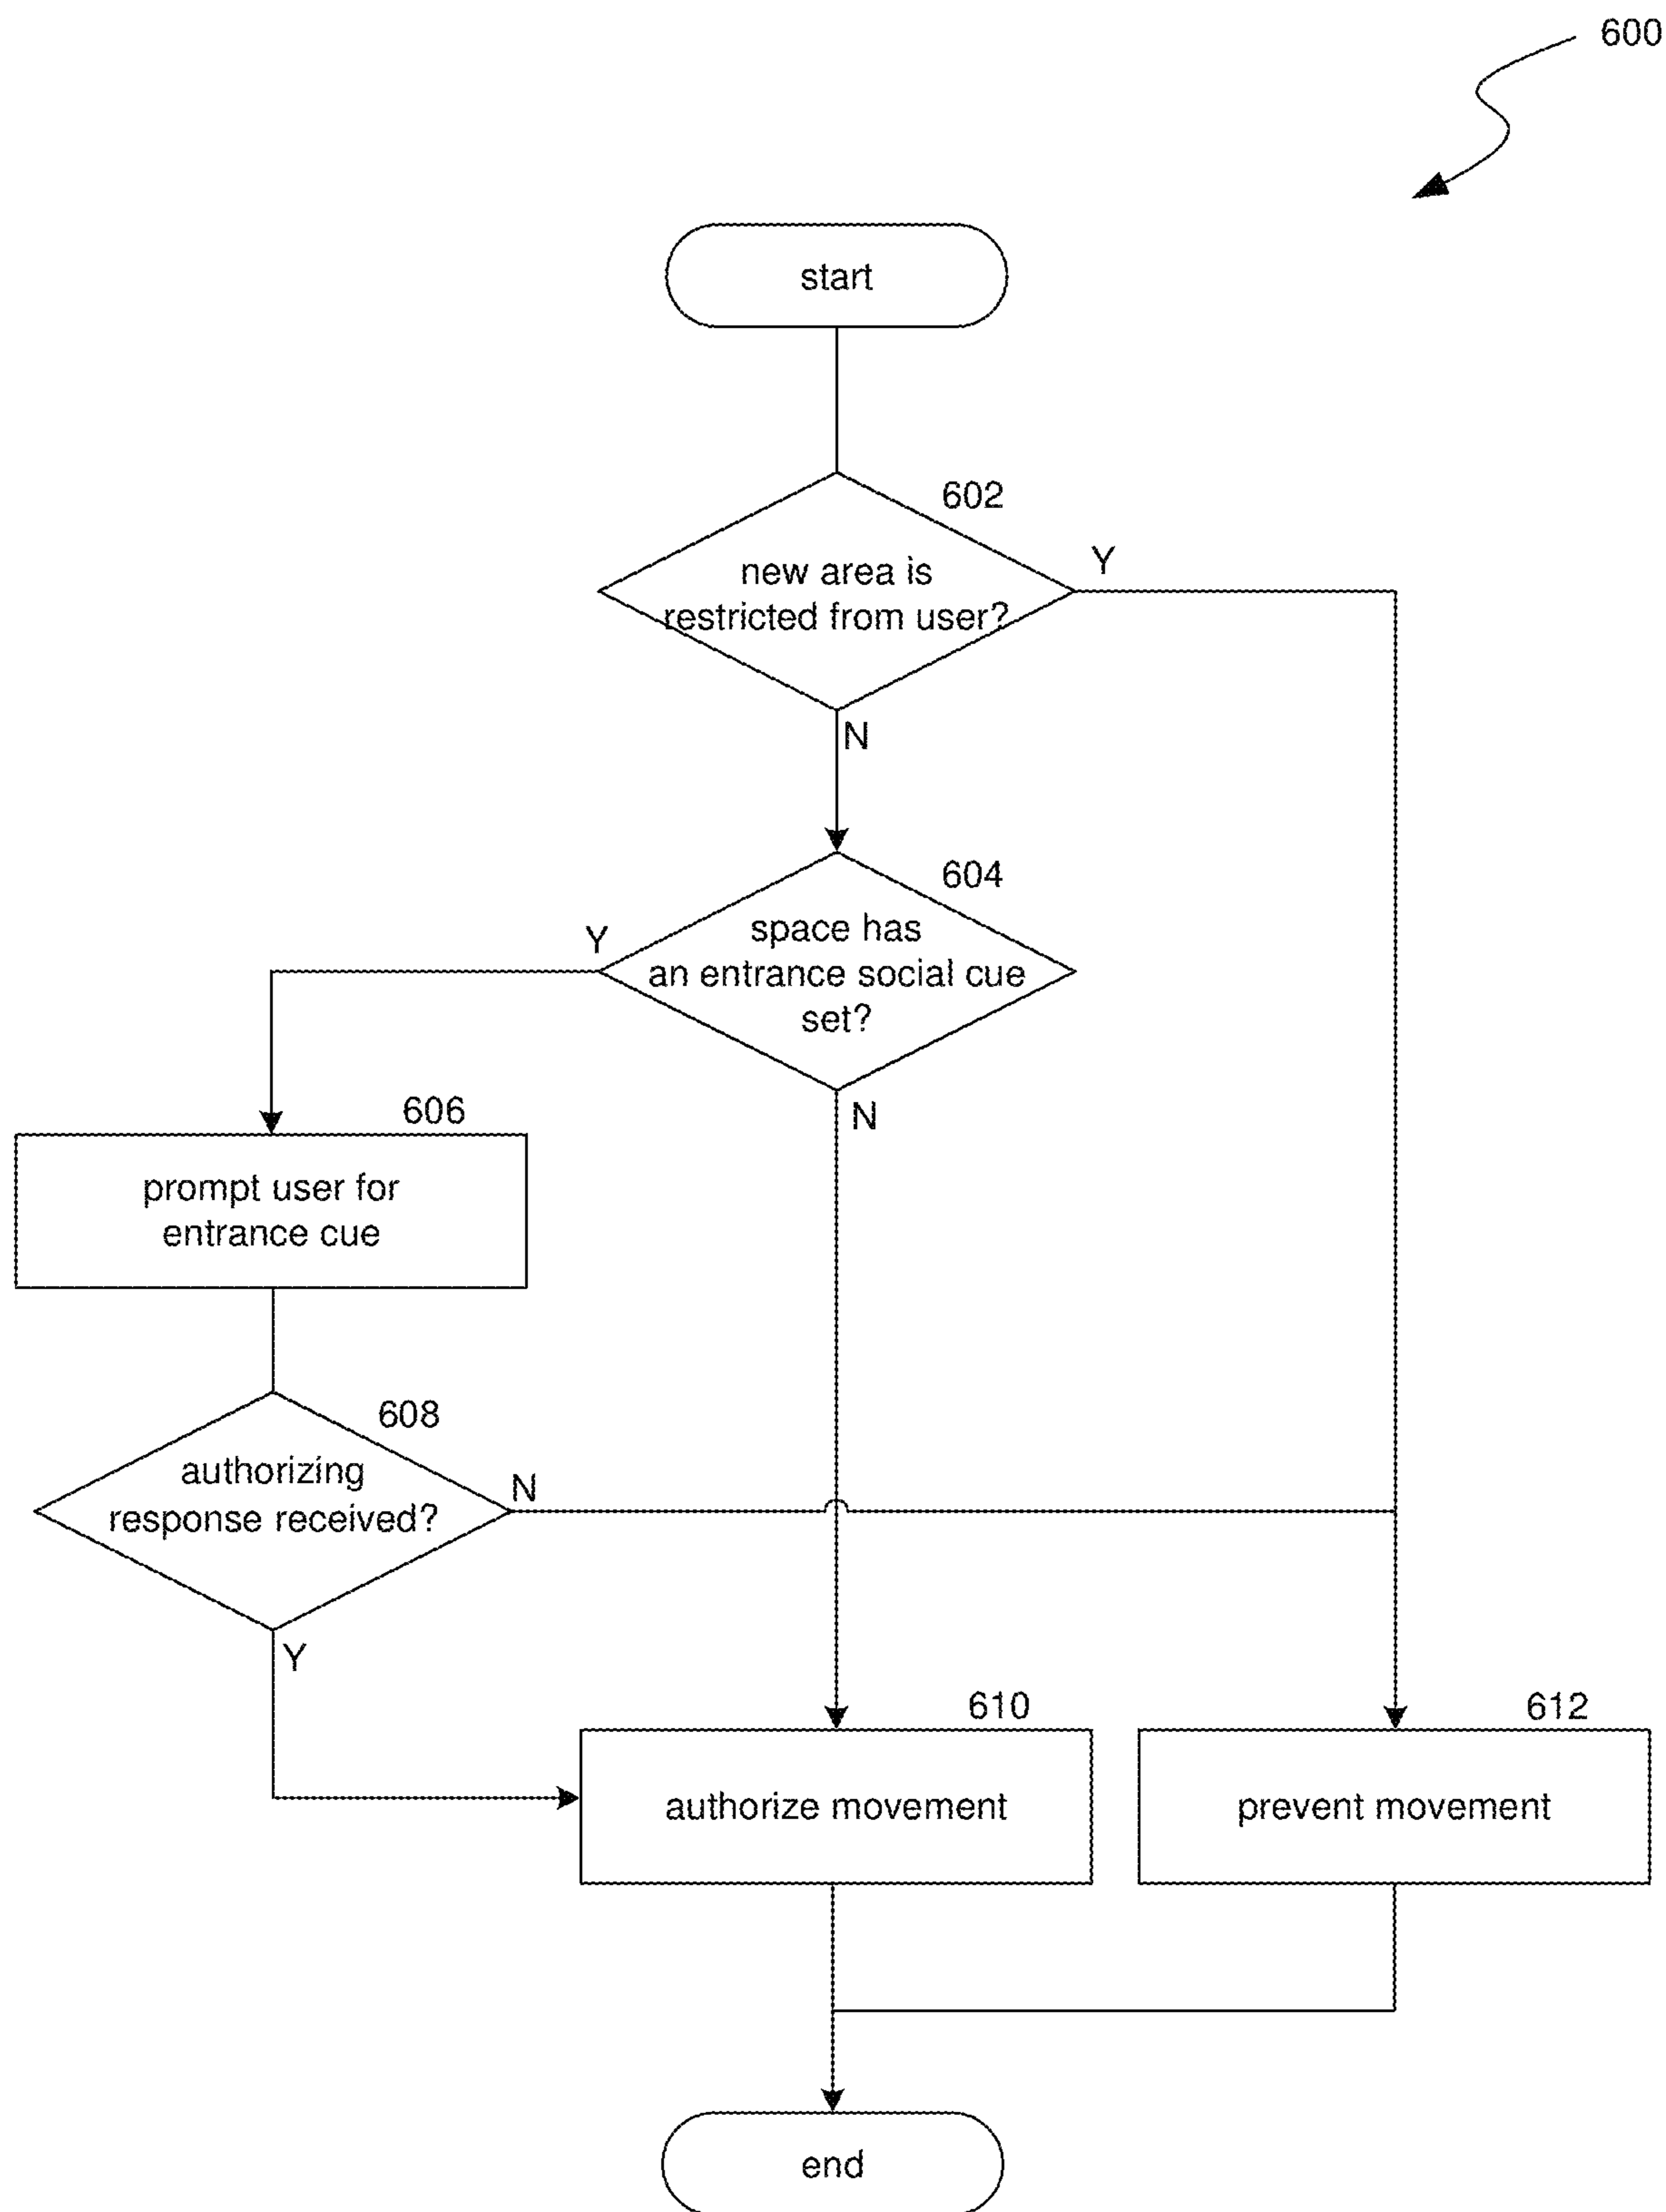 600
start
602
new area is
restricted from user?
Y
N
604
space has
an entrance social cue
set?
Y
N
606
prompt user for
entrance cue
608
authorizing
response received?
N
Y
610
authorize movement
612
prevent movement
end